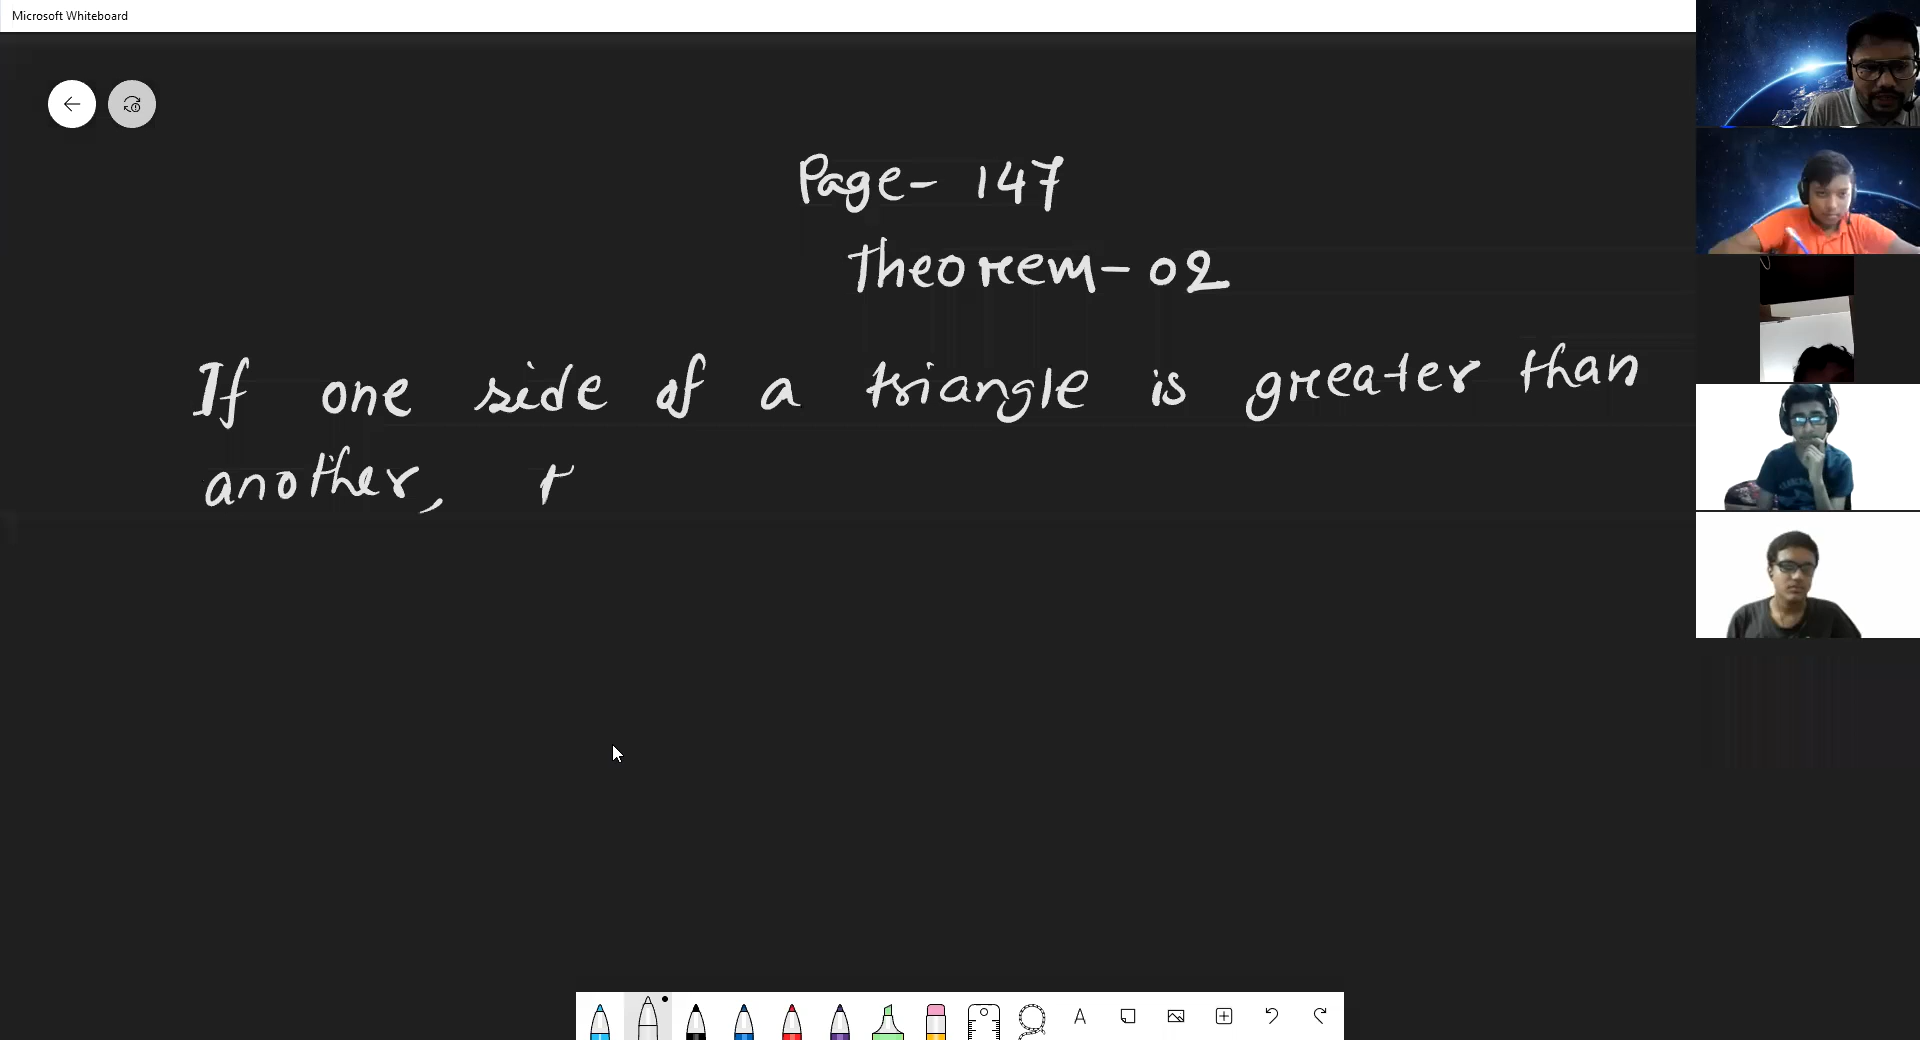 Microsoft Whiteboard
Page- 147
Theorem- 02
If one side of a triangle is greater than
another, t
A